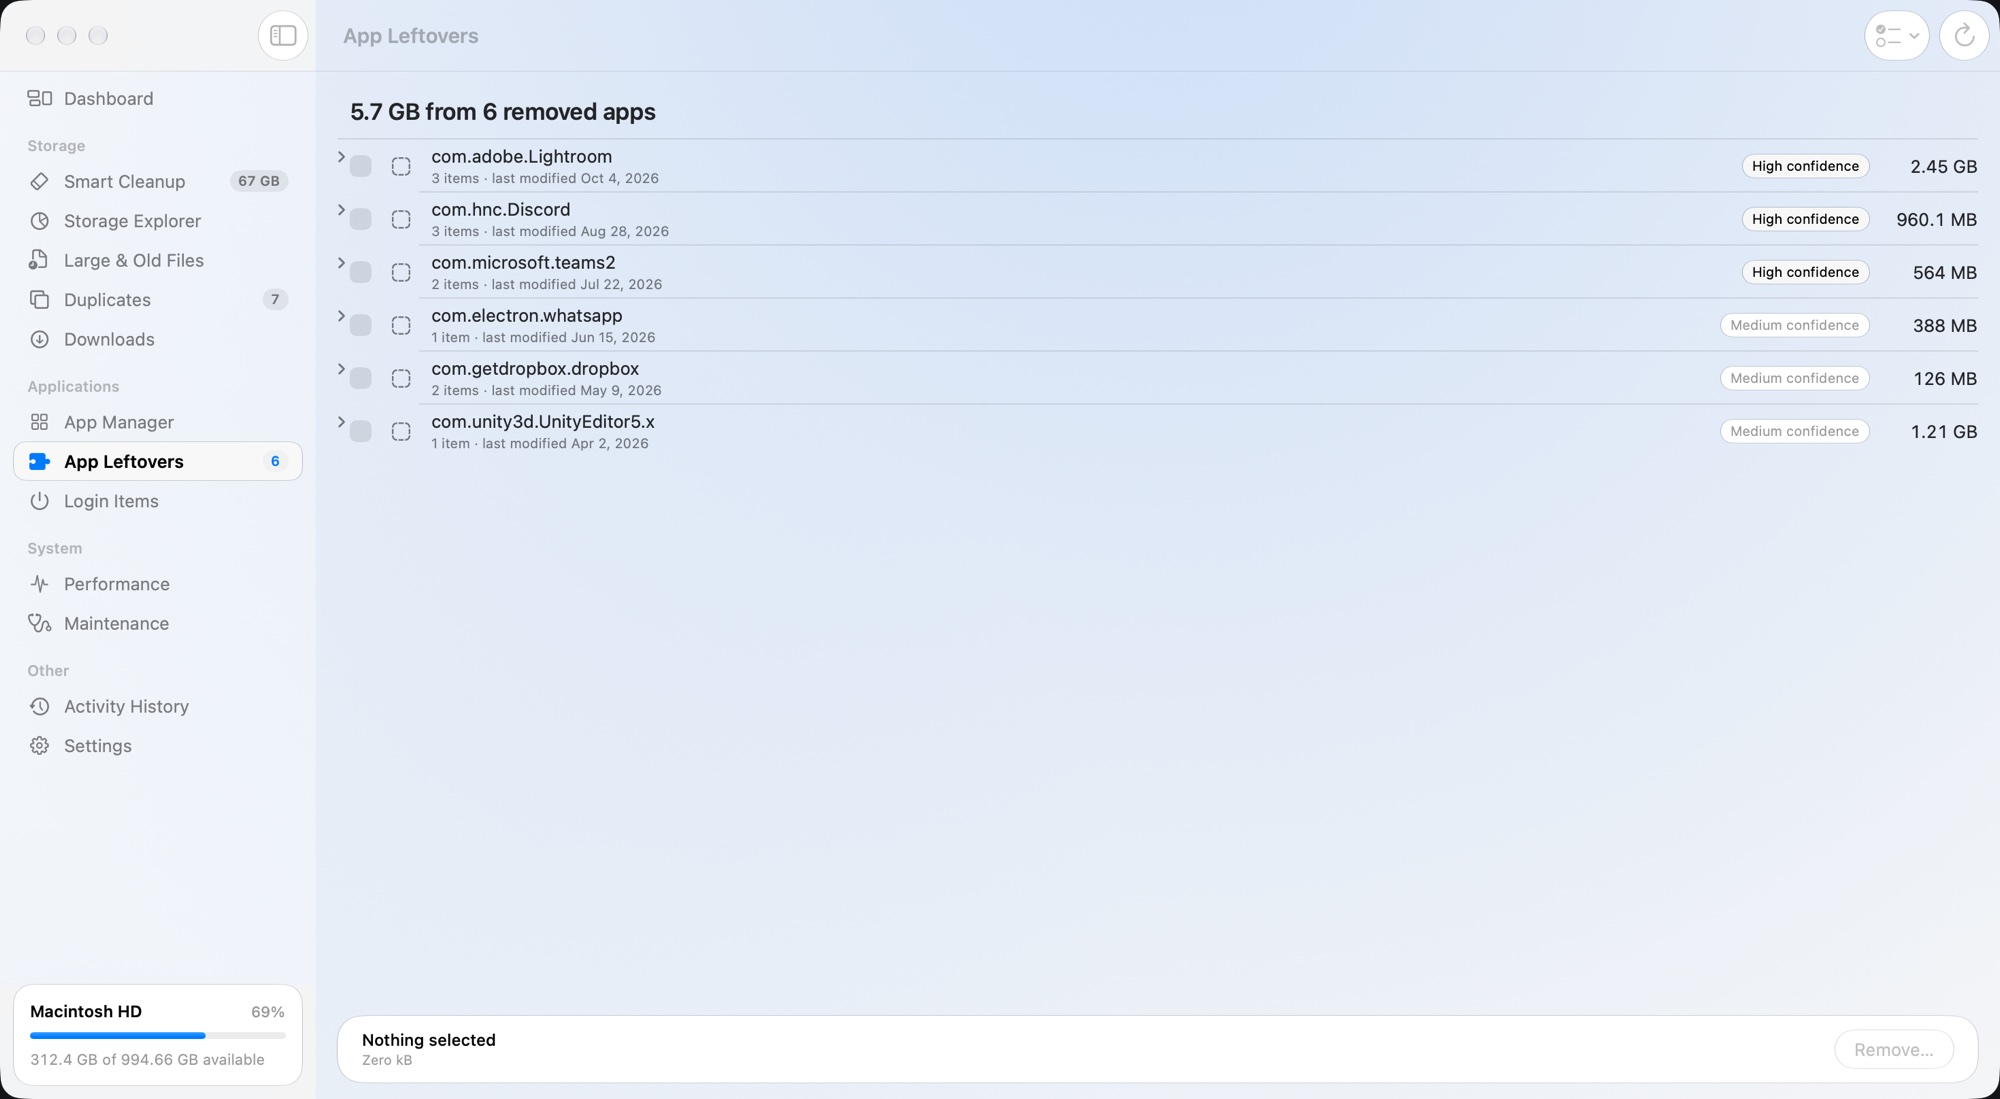 App Leftovers
Dashboard
Storage
Smart Cleanup 67 GB
Storage Explorer
Large & Old Files
Duplicates 7
Downloads
Applications
App Manager
App Leftovers 6
Login Items
System
Performance
Maintenance
Other
Activity History
Settings
Macintosh HD 69%
312.4 GB of 994.66 GB available
5.7 GB from 6 removed apps
com.adobe.Lightroom
3 items · last modified Oct 4, 2026
High confidence 2.45 GB
com.hnc.Discord
3 items · last modified Aug 28, 2026
High confidence 960.1 MB
com.microsoft.teams2
2 items · last modified Jul 22, 2026
High confidence 564 MB
com.electron.whatsapp
1 item · last modified Jun 15, 2026
Medium confidence 388 MB
com.getdropbox.dropbox
2 items · last modified May 9, 2026
Medium confidence 126 MB
com.unity3d.UnityEditor5.x
1 item · last modified Apr 2, 2026
Medium confidence 1.21 GB
Nothing selected
Zero kB
Remove...